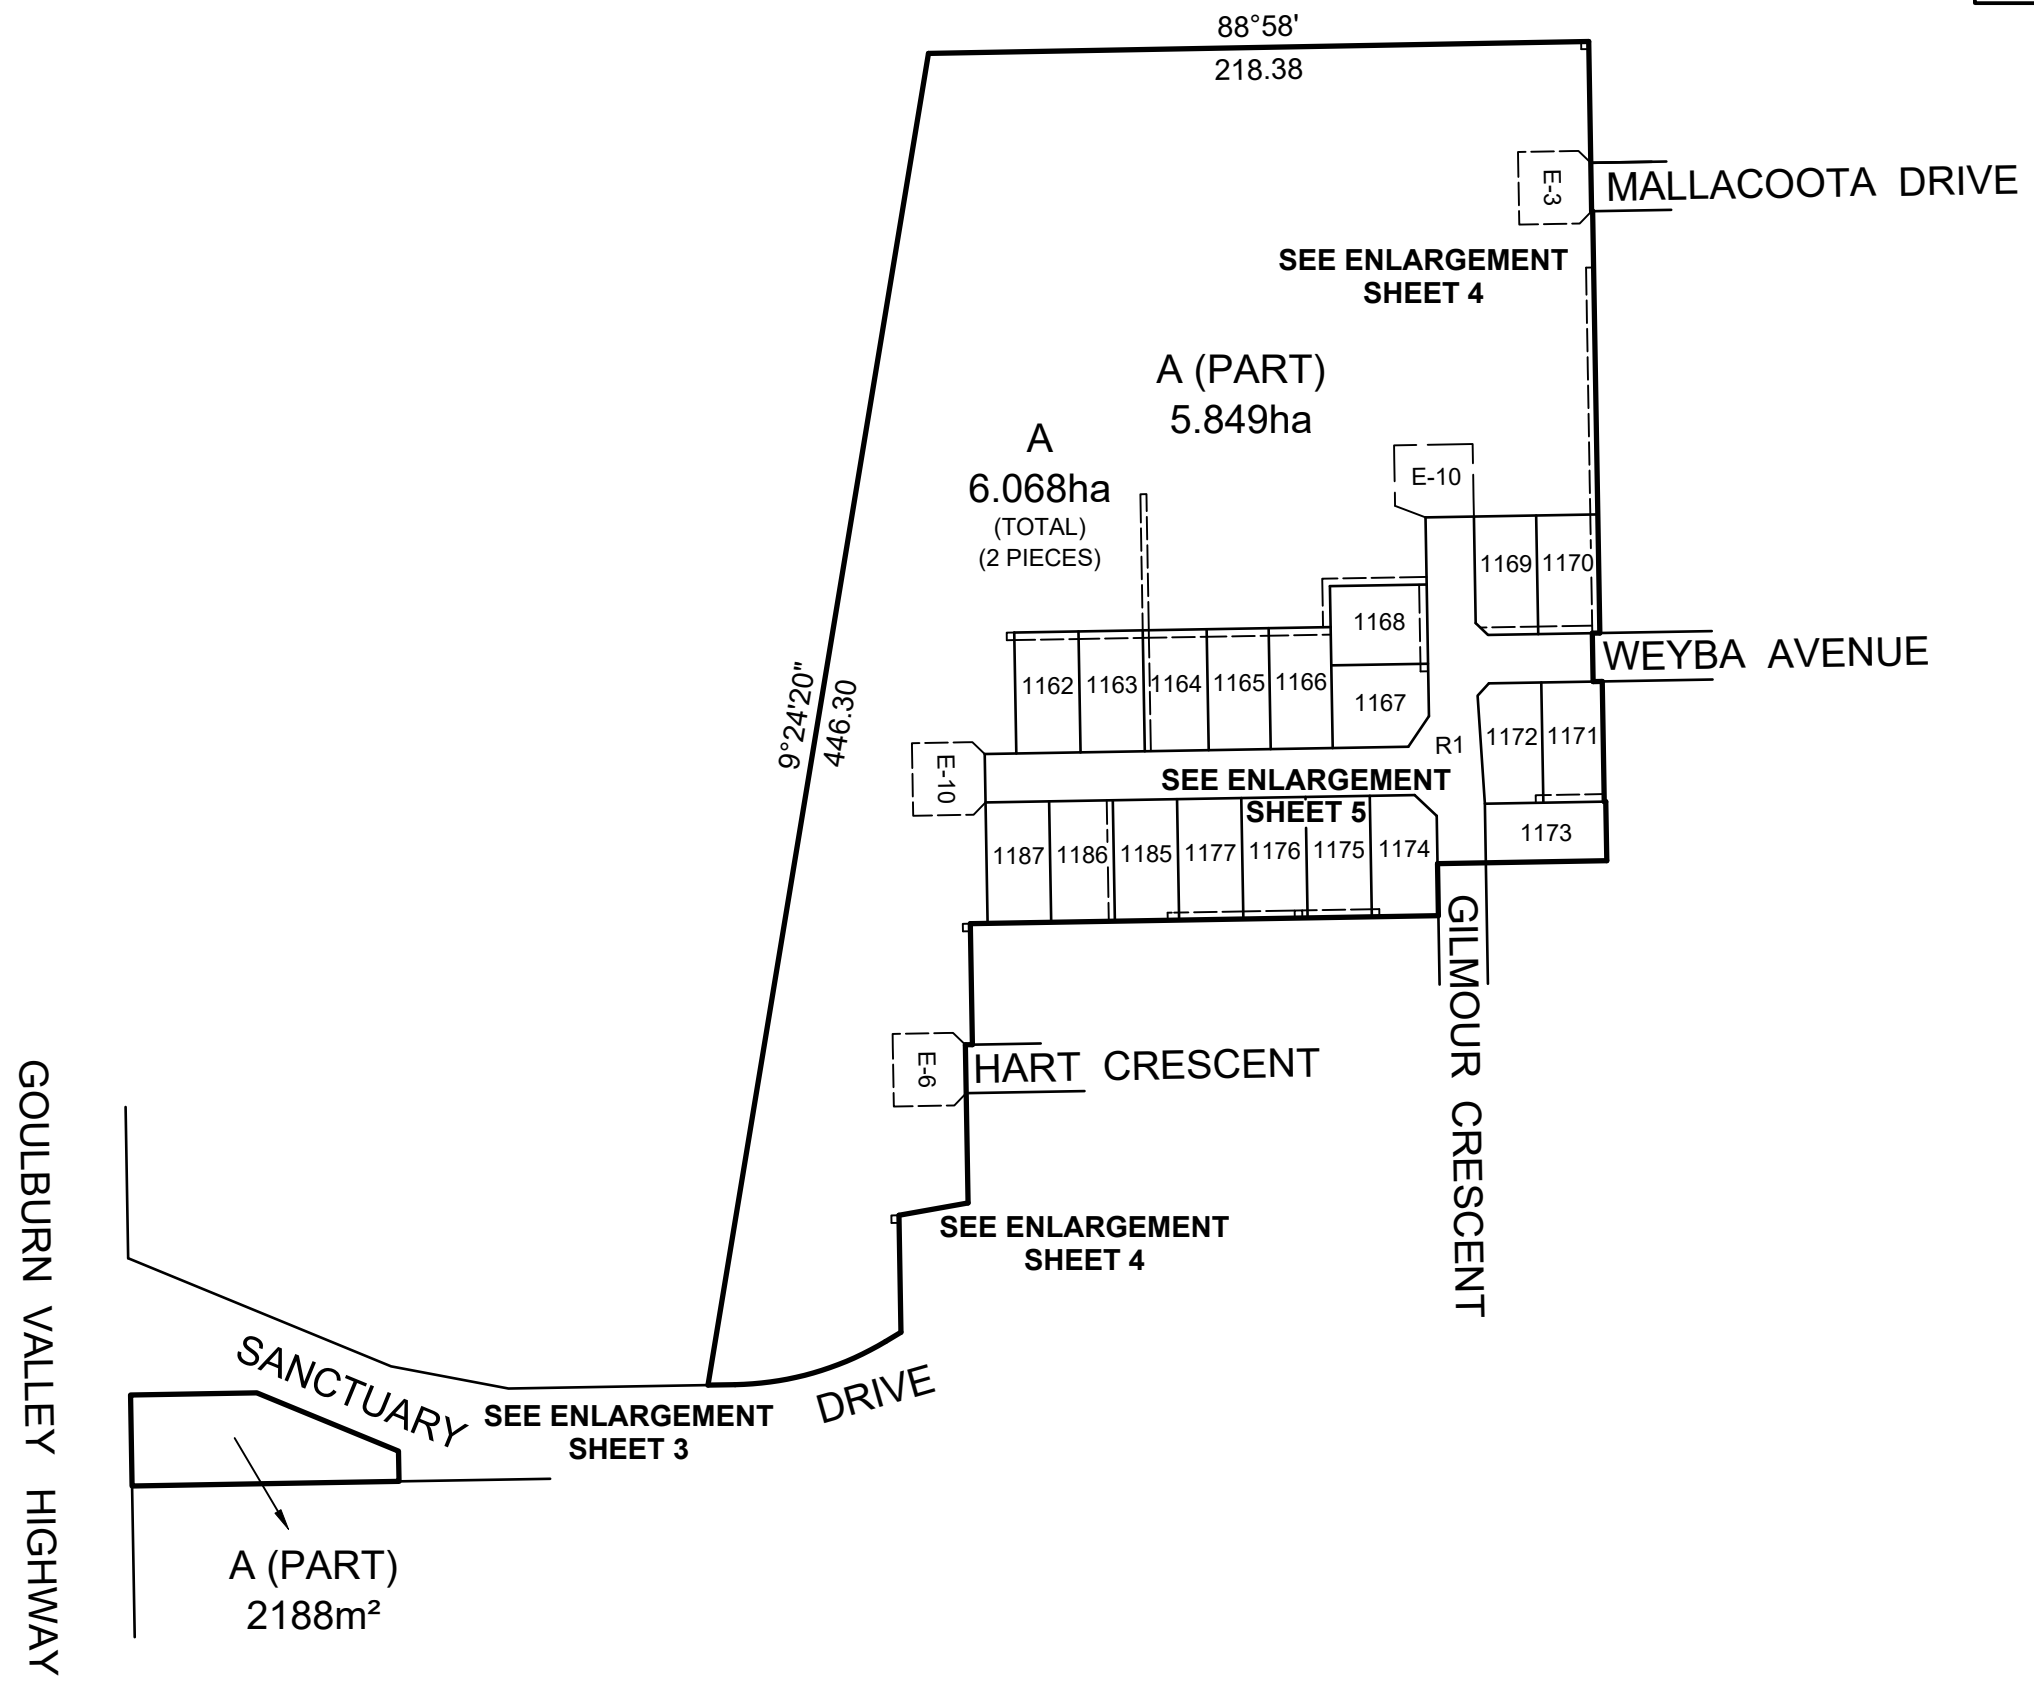 88°58'
218.38
E-3
MALLACOOTA DRIVE
SEE ENLARGEMENT
SHEET 4
A (PART)
5.849ha
A
6.068ha
(TOTAL)
(2 PIECES)
E-10
1169
1170
1168
WEYBA AVENUE
9°24'20"
446.30
1162
1163
1164
1165
1166
1167
R1
1172
1171
E-10
SEE ENLARGEMENT
SHEET 5
1173
1187
1186
1185
1177
1176
1175
1174
GILMOUR CRESCENT
E-6
HART CRESCENT
GOULBURN VALLEY HIGHWAY
SEE ENLARGEMENT
SHEET 4
SANCTUARY
DRIVE
SEE ENLARGEMENT
SHEET 3
A (PART)
2188m²